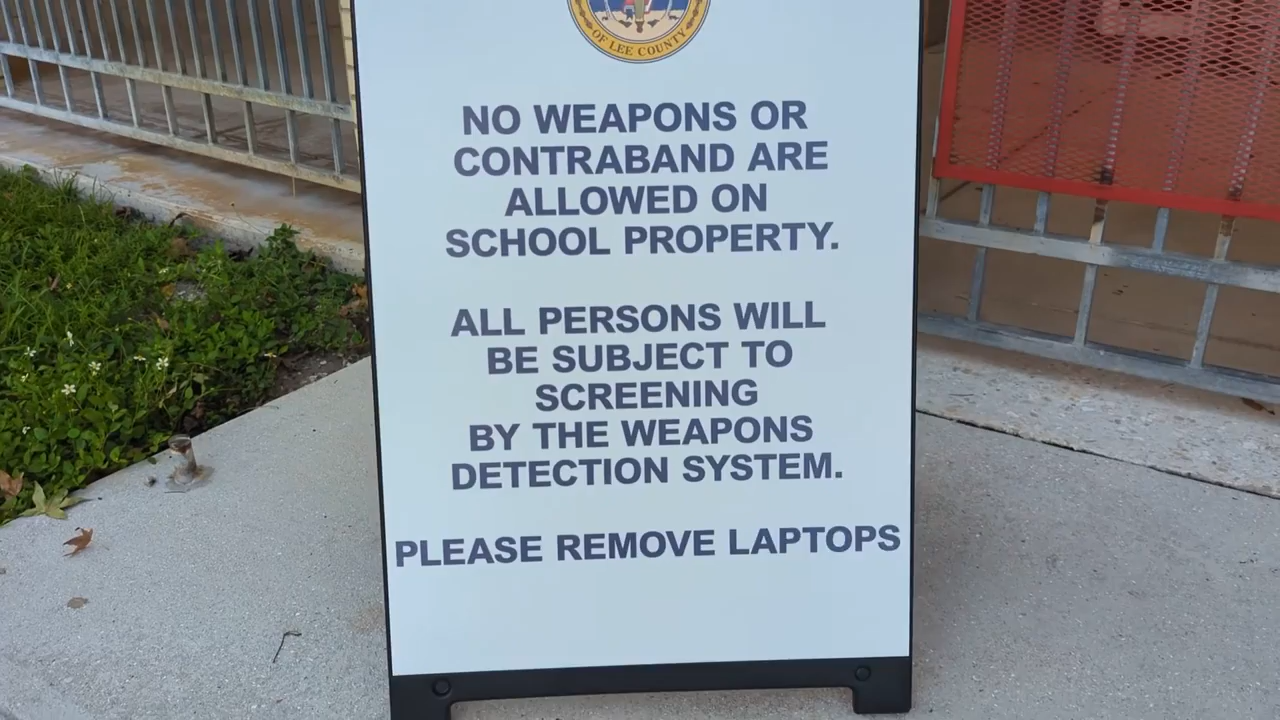 OF LEE COUNTY
NO WEAPONS OR
CONTRABAND ARE
ALLOWED ON
SCHOOL PROPERTY.
ALL PERSONS WILL
BE SUBJECT TO
SCREENING
BY THE WEAPONS
DETECTION SYSTEM.
PLEASE REMOVE LAPTOPS